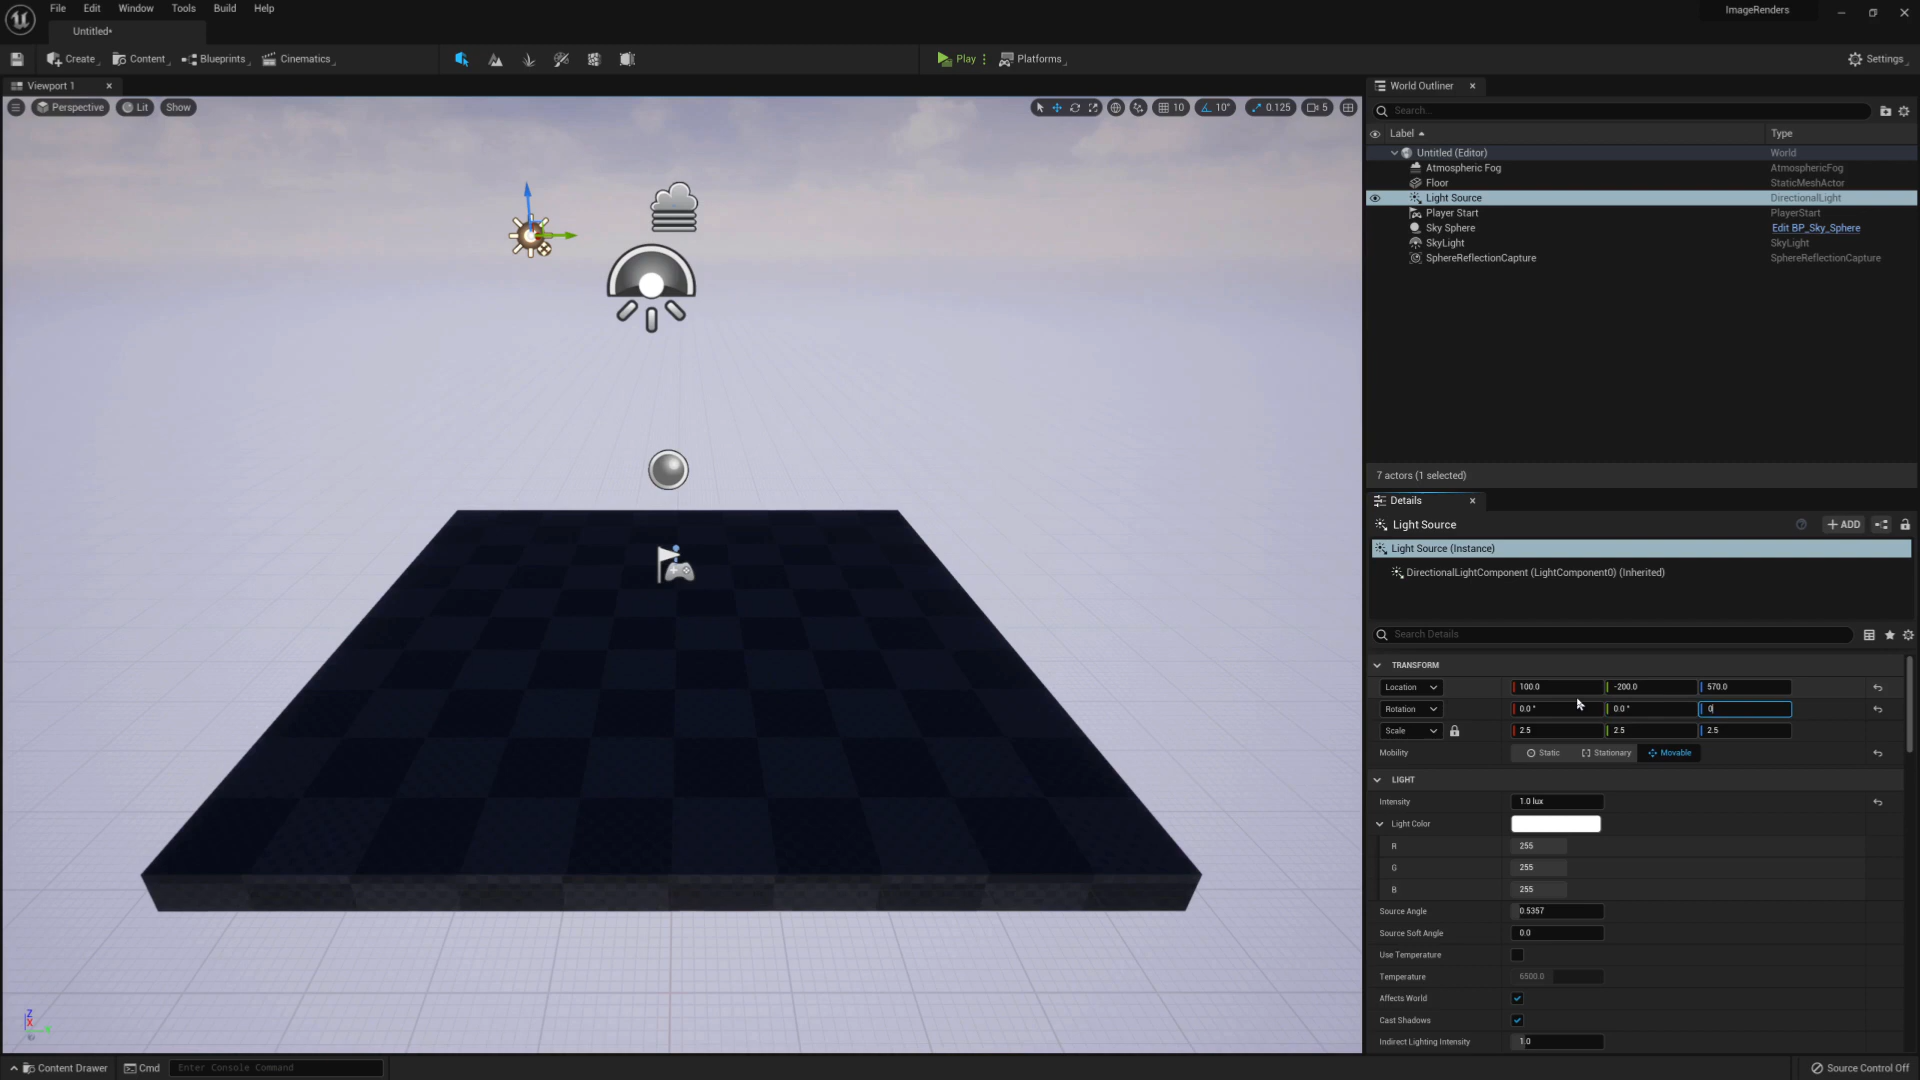 File Edit Window Tools Build Help ImageRenders
Untitled•
Create Content Blueprints Cinematics Play Platforms Settings
Viewport 1
Perspective Lit Show 10 10° 0.125 5
World Outliner
Search...
Label Type
Untitled (Editor) World
Atmospheric Fog AtmosphericFog
Floor StaticMeshActor
Light Source DirectionalLight
Player Start PlayerStart
Sky Sphere Edit BP_Sky_Sphere
SkyLight SkyLight
SphereReflectionCapture SphereReflectionCapture
7 actors (1 selected)
Details
Light Source + ADD
Light Source (Instance)
DirectionalLightComponent (LightComponent0) (Inherited)
Search Details
TRANSFORM
Location 100.0 -200.0 570.0
Rotation 0.0 ° 0.0 ° 0
Scale 2.5 2.5 2.5
Mobility Static Stationary Movable
LIGHT
Intensity 1.0 lux
Light Color
R 255
G 255
B 255
Source Angle 0.5357
Source Soft Angle 0.0
Use Temperature
Temperature 6500.0
Affects World
Cast Shadows
Indirect Lighting Intensity 1.0
Z
X
Content Drawer Cmd Enter Console Command Source Control Off